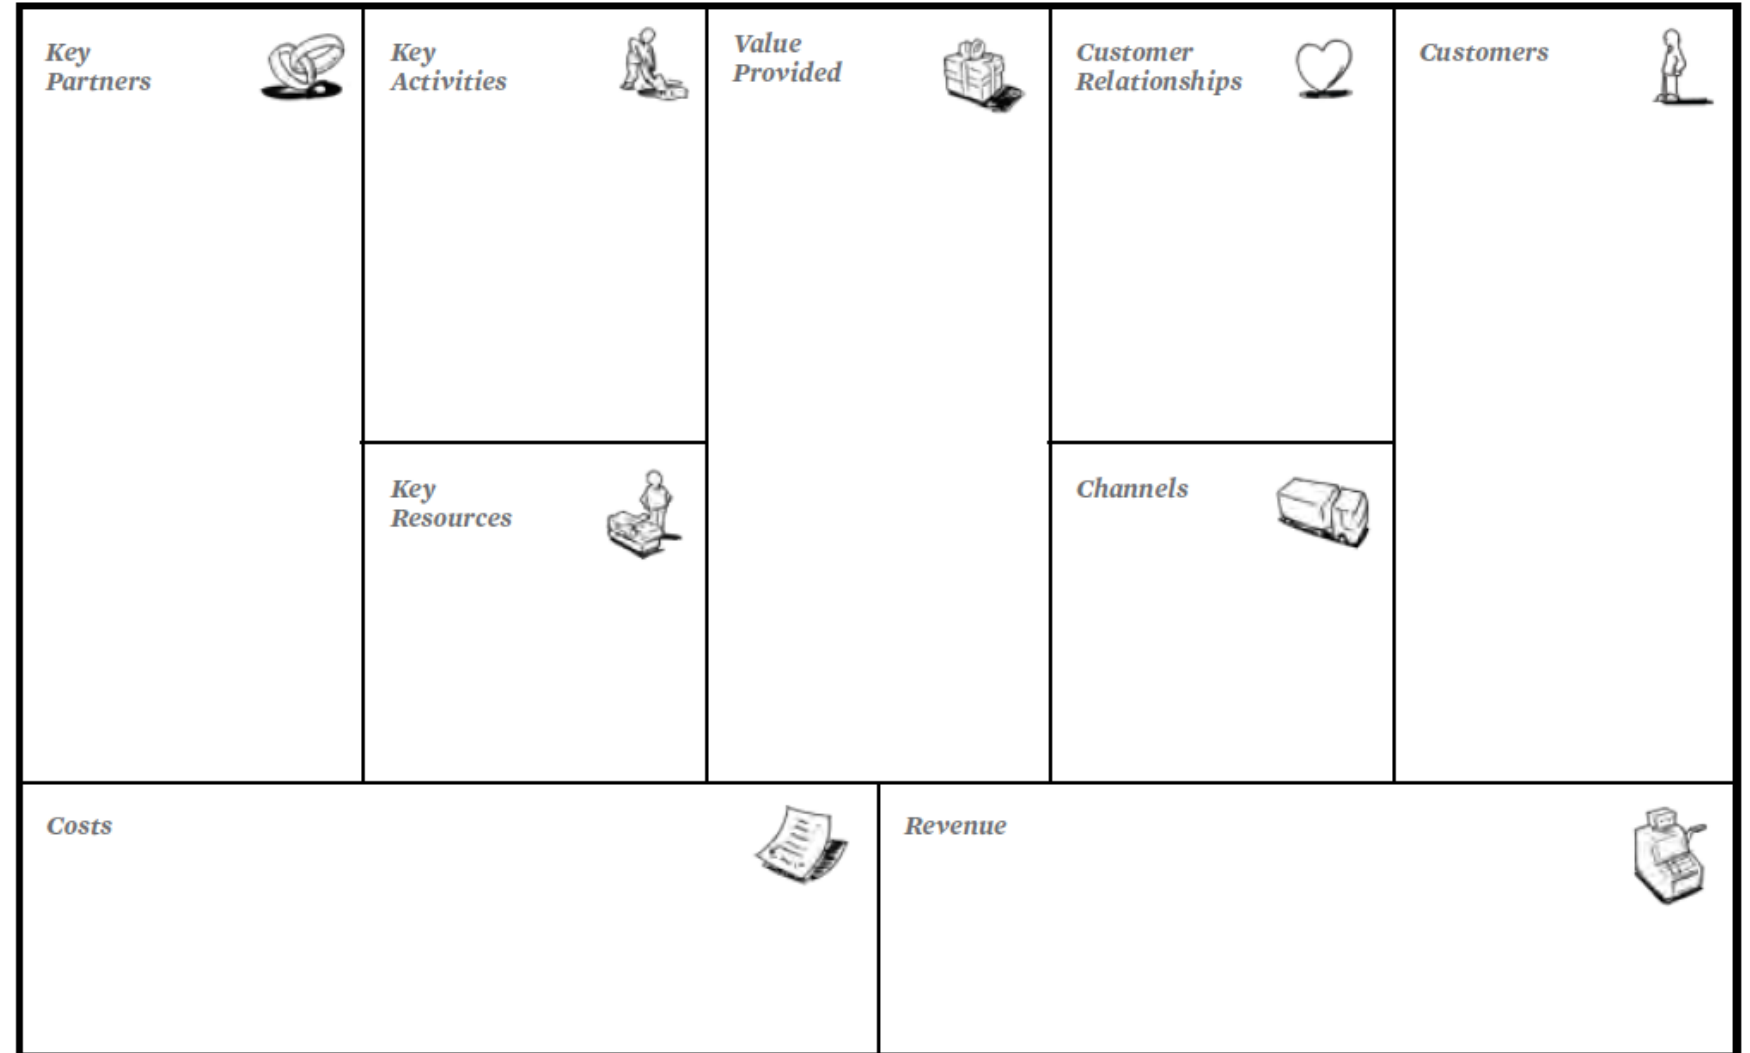 Key
Partners
Key
Activities
Value
Provided
Customer
Relationships
Customers
Key
Resources
Channels
Costs
Revenue